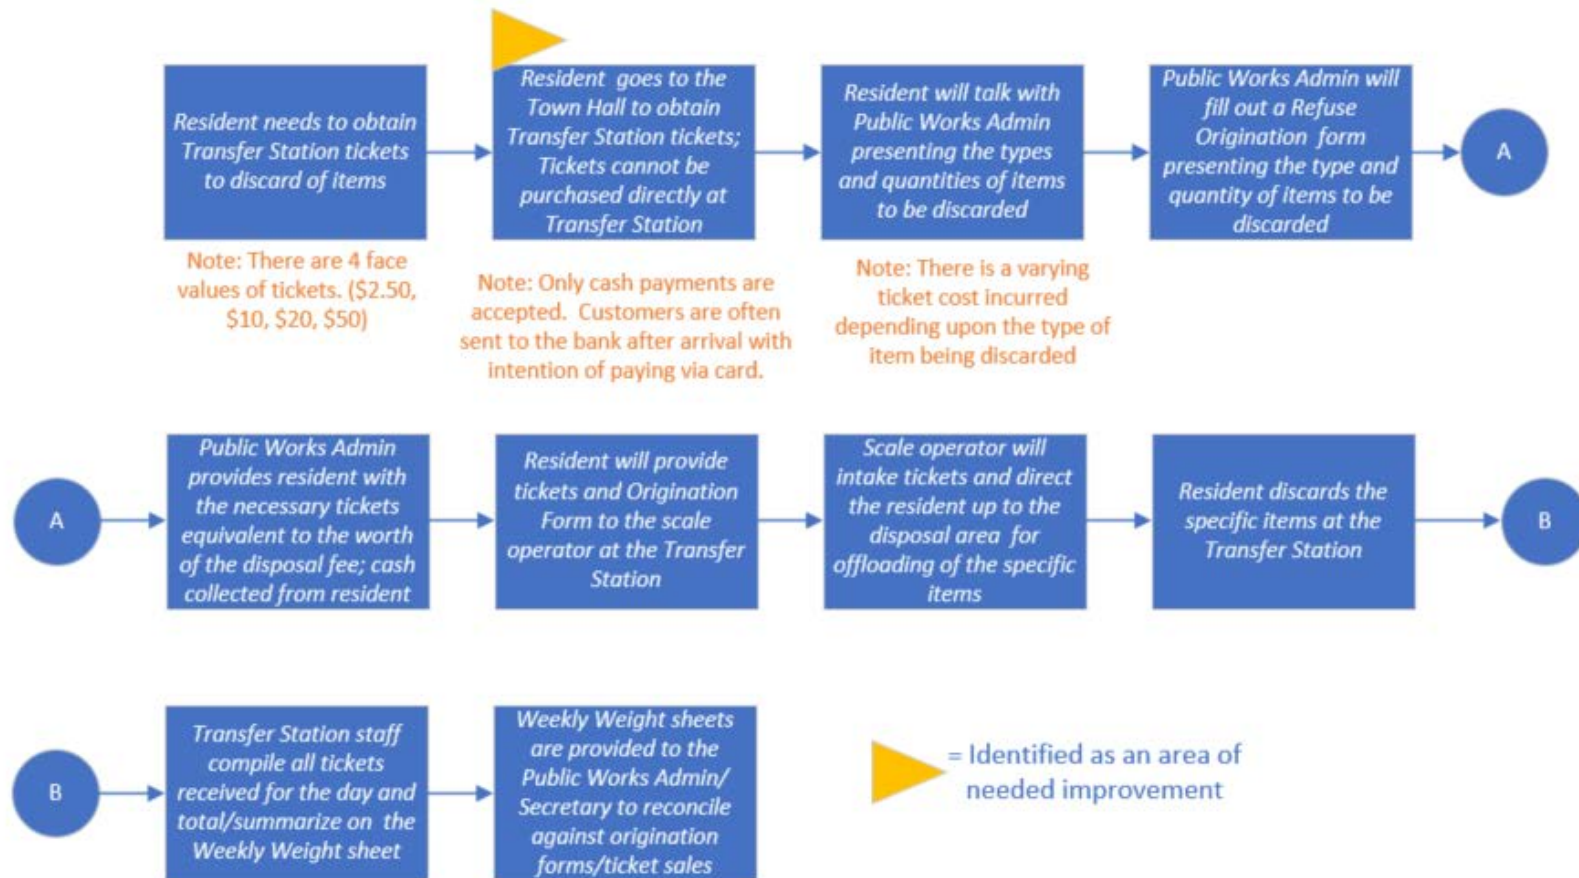 Resident needs to obtain
Transfer Station tickets
to discard of items
Resident goes to the
Town Hall to obtain
Transfer Station tickets;
Tickets cannot be
purchased directly at
Transfer Station
Resident will talk with
Public Works Admin
presenting the types
and quantities of items
to be discarded
Public Works Admin will
fill out a Refuse
Origination form
presenting the type and
quantity of items to be
discarded
A
Note: There are 4 face
values of tickets. ($2.50,
$10, $20, $50)
Note: Only cash payments are
accepted. Customers are often
sent to the bank after arrival with
intention of paying via card.
Note: There is a varying
ticket cost incurred
depending upon the type of
item being discarded
A
Public Works Admin
provides resident with
the necessary tickets
equivalent to the worth
of the disposal fee; cash
collected from resident
Resident will provide
tickets and Origination
Form to the scale
operator at the Transfer
Station
Scale operator will
intake tickets and direct
the resident up to the
disposal area for
offloading of the specific
items
Resident discards the
specific items at the
Transfer Station
B
B
Transfer Station staff
compile all tickets
received for the day and
total/summarize on the
Weekly Weight sheet
Weekly Weight sheets
are provided to the
Public Works Admin/
Secretary to reconcile
against origination
forms/ticket sales
= Identified as an area of
needed improvement